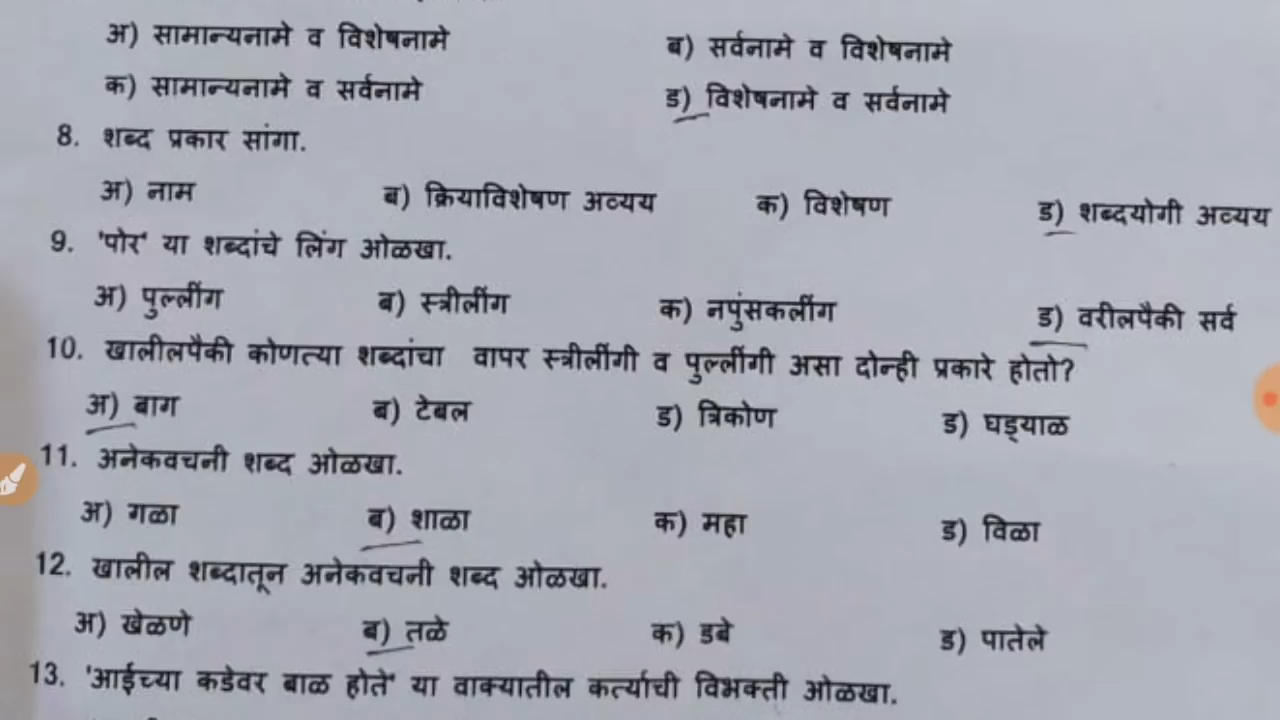 अ) सामान्यनामे व विशेषनामे ब) सर्वनामे व विशेषनामे
क) सामान्यनामे व सर्वनामे ड) विशेषनामे व सर्वनामे
8. शब्द प्रकार सांगा.
अ) नाम ब) क्रियाविशेषण अव्यय क) विशेषण ड) शब्दयोगी अव्यय
9. 'पोर' या शब्दांचे लिंग ओळखा.
अ) पुल्लींग ब) स्त्रीलींग क) नपुंसकलींग ड) वरीलपैकी सर्व
10. खालीलपैकी कोणत्या शब्दांचा वापर स्त्रीलींगी व पुल्लींगी असा दोन्ही प्रकारे होतो?
अ) बाग ब) टेबल ड) त्रिकोण ड) घड्याळ
11. अनेकवचनी शब्द ओळखा.
अ) गळा ब) शाळा क) महा ड) विळा
12. खालील शब्दातून अनेकवचनी शब्द ओळखा.
अ) खेळणे ब) तळे क) डबे ड) पातेले
13. 'आईच्या कडेवर बाळ होते' या वाक्यातील कर्त्याची विभक्ती ओळखा.